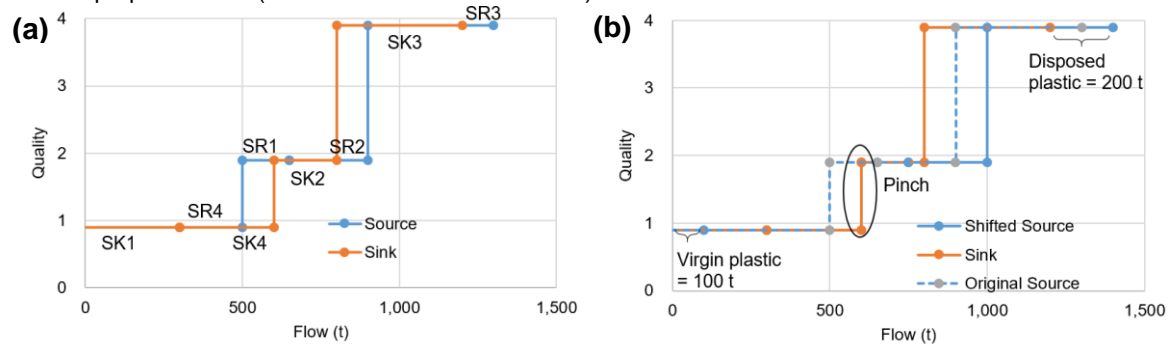 (a)
4
3
2
1
0
Quality
SR3
SK3
SR1
SR2
SK2
SR4
SK1
SK4
Source
Sink
0
500
1,000
1,500
Flow (t)
(b)
4
3
2
1
0
Quality
Disposed
plastic = 200 t
Pinch
Virgin plastic
= 100 t
Shifted Source
Sink
Original Source
0
500
1,000
1,500
Flow (t)